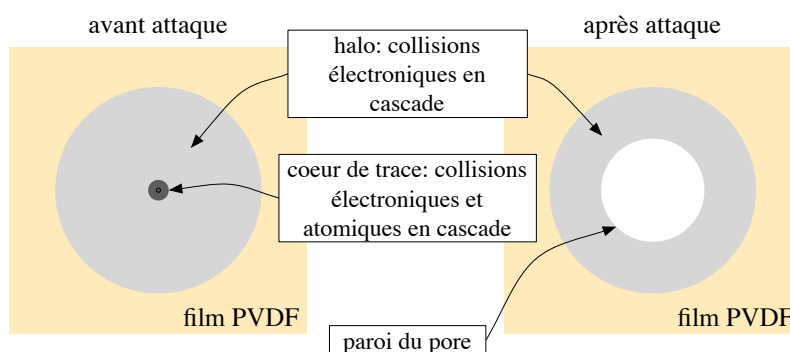 avant attaque
après attaque
halo: collisions
électroniques en
cascade
coeur de trace: collisions
électroniques et
atomiques en cascade
film PVDF
film PVDF
paroi du pore